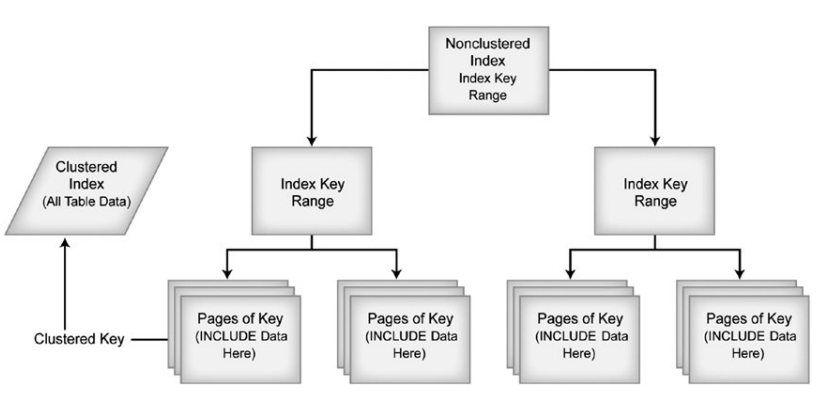 Nonclustered
Index
Index Key
Range
Clustered
Index
(All Table Data)
Index Key
Range
Index Key
Range
Clustered Key
Pages of Key
(INCLUDE Data
Here)
Pages of Key
(INCLUDE Data
Here)
Pages of Key
(INCLUDE Data
Here)
Pages of Key
(INCLUDE Data
Here)